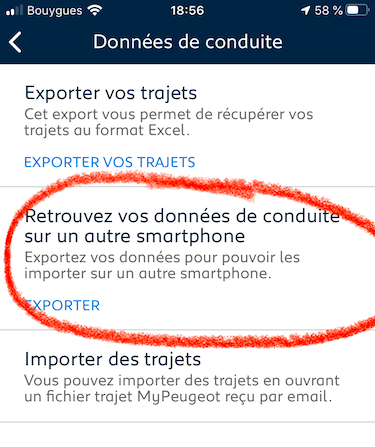 Bouygues 18:56 58 %
Données de conduite
Exporter vos trajets
Cet export vous permet de récupérer vos
trajets au format Excel.
EXPORTER VOS TRAJETS
Retrouvez vos données de conduite
sur un autre smartphone
Exportez vos données pour pouvoir les
importer sur un autre smartphone.
EXPORTER
Importer des trajets
Vous pouvez importer des trajets en ouvrant
un fichier trajet MyPeugeot reçu par email.